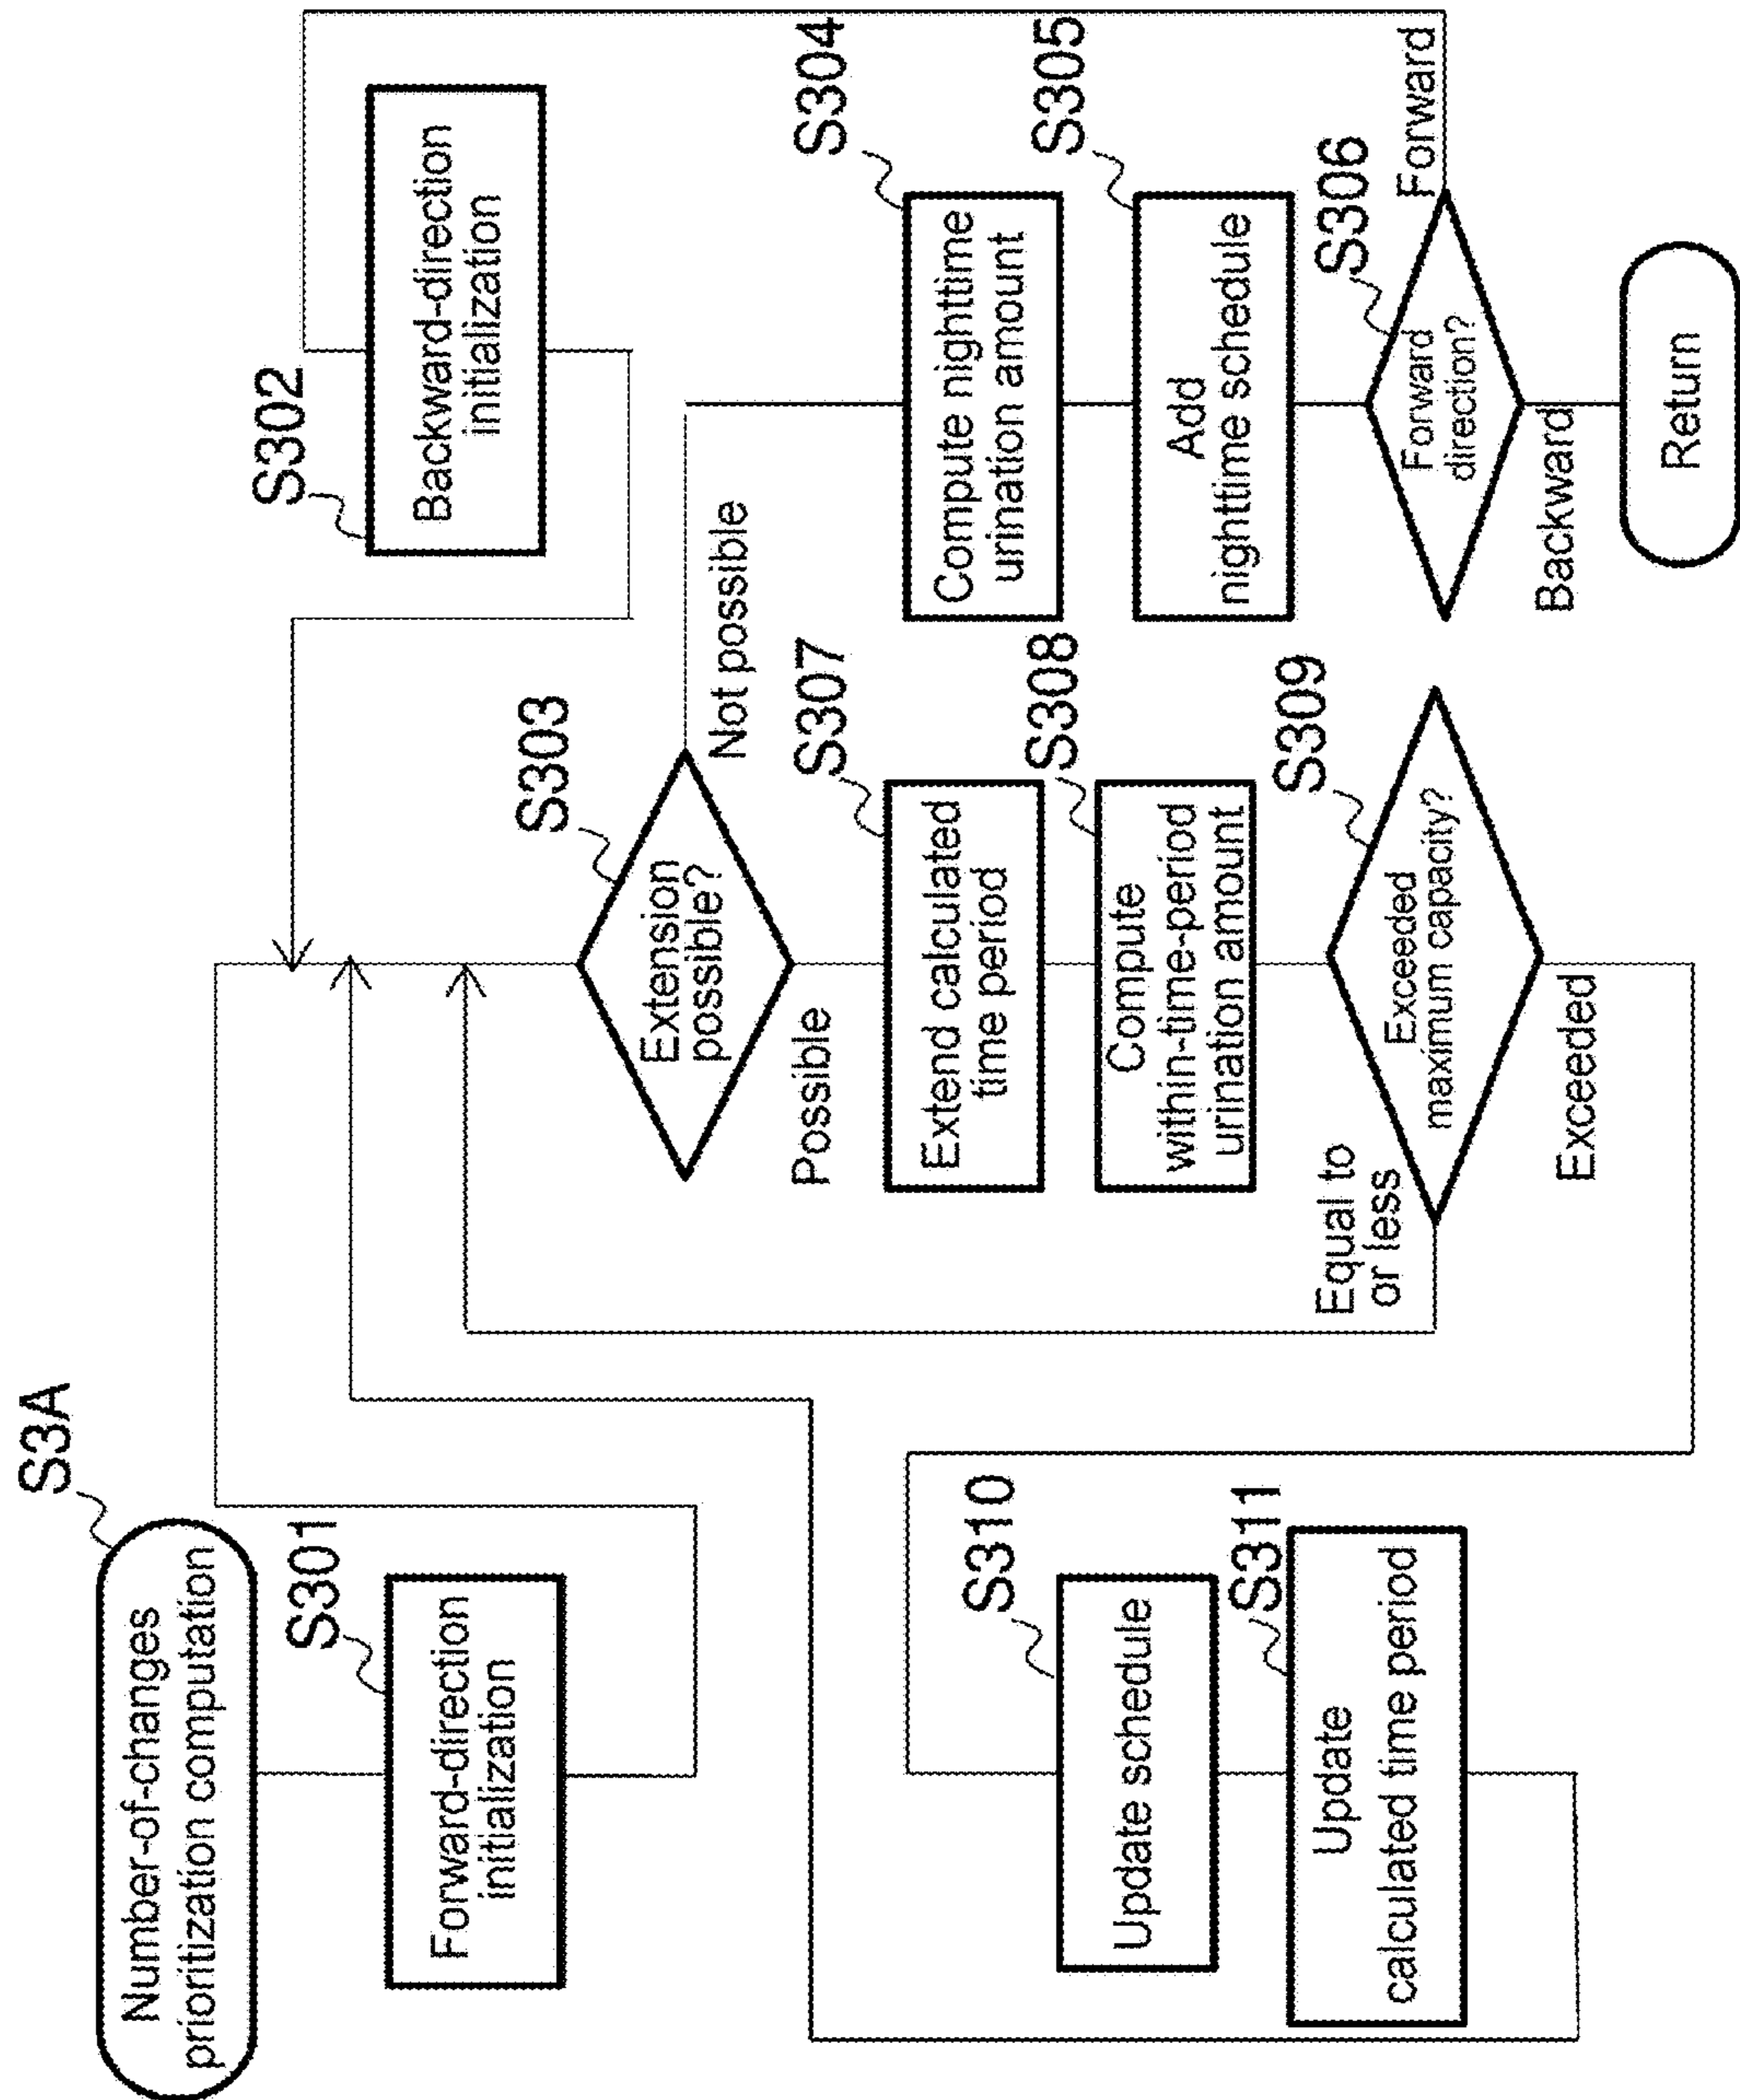 S3A
Number-of-changes
prioritization computation
S301
Forward-direction
initialization
S302
Backward-direction
initialization
S303
Extension
possible?
Not possible
Possible
S304
Compute nighttime
urination amount
S305
Add
nighttime schedule
S306
Forward
direction?
Forward
Backward
Return
S307
Extend calculated
time period
S308
Compute
within-time-period
urination amount
S309
Exceeded
maximum capacity?
Equal to
or less
Exceeded
S310
Update schedule
S311
Update
calculated time period